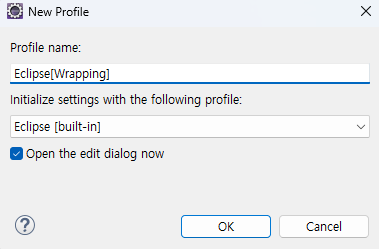 New Profile
Profile name:
Eclipse[Wrapping]
Initialize settings with the following profile:
Eclipse [built-in]
Open the edit dialog now
?
OK
Cancel